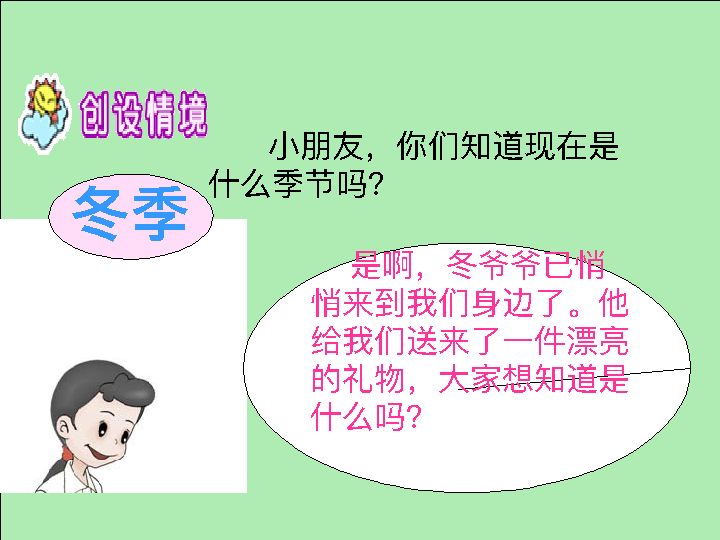 创设情境
小朋友，你们知道现在是
什么季节吗？
冬季
是啊，冬爷爷已悄
悄来到我们身边了。他
给我们送来了一件漂亮
的礼物，大家想知道是
什么吗？